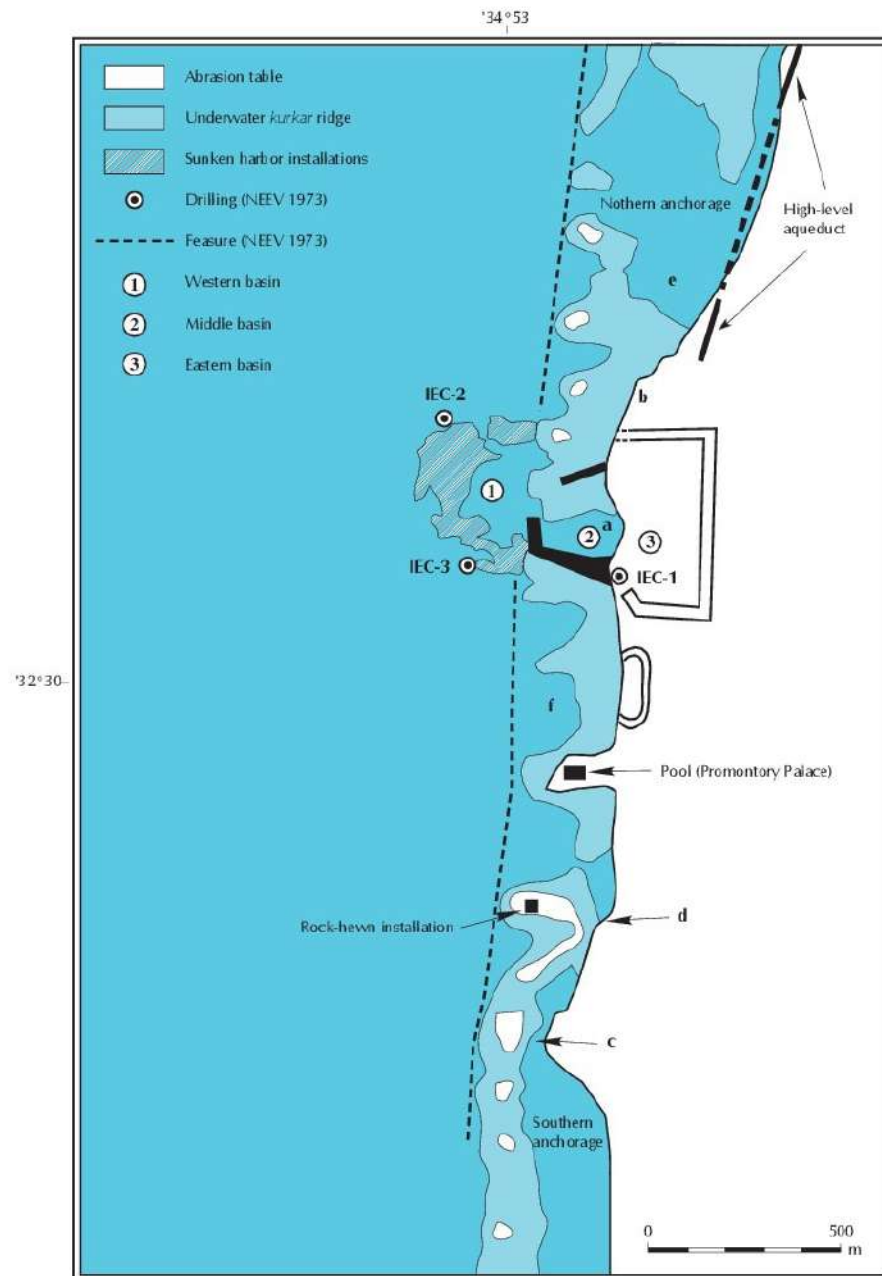 '34°53
Abrasion table
Underwater kurkar ridge
Sunken harbor installations
Drilling (NEEV 1973)
Feasure (NEEV 1973)
1 Western basin
2 Middle basin
3 Eastern basin
Nothern anchorage
High-level
aqueduct
e
b
IEC-2
1
a
2
3
IEC-3
IEC-1
'32°30
f
Pool (Promontory Palace)
Rock-hewn installation
d
c
Southern
anchorage
0
500
m